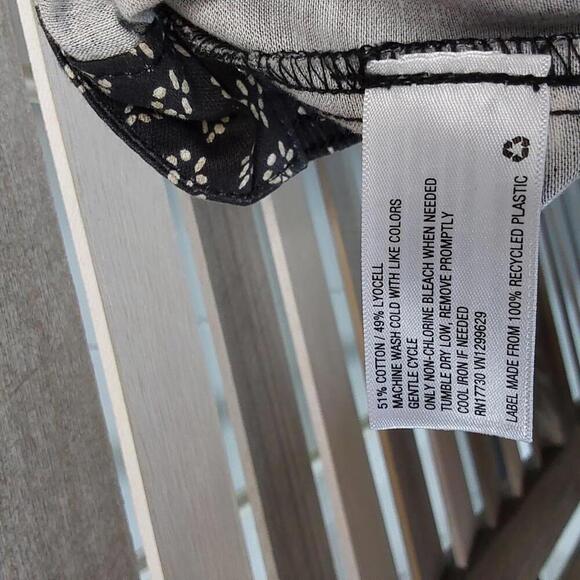 51% COTTON / 49% LYOCELL
MACHINE WASH COLD WITH LIKE COLORS
GENTLE CYCLE
ONLY NON-CHLORINE BLEACH WHEN NEEDED
TUMBLE DRY LOW, REMOVE PROMPTLY
COOL IRON IF NEEDED
RN17730 VN1299629
LABEL MADE FROM 100% RECYCLED PLASTIC